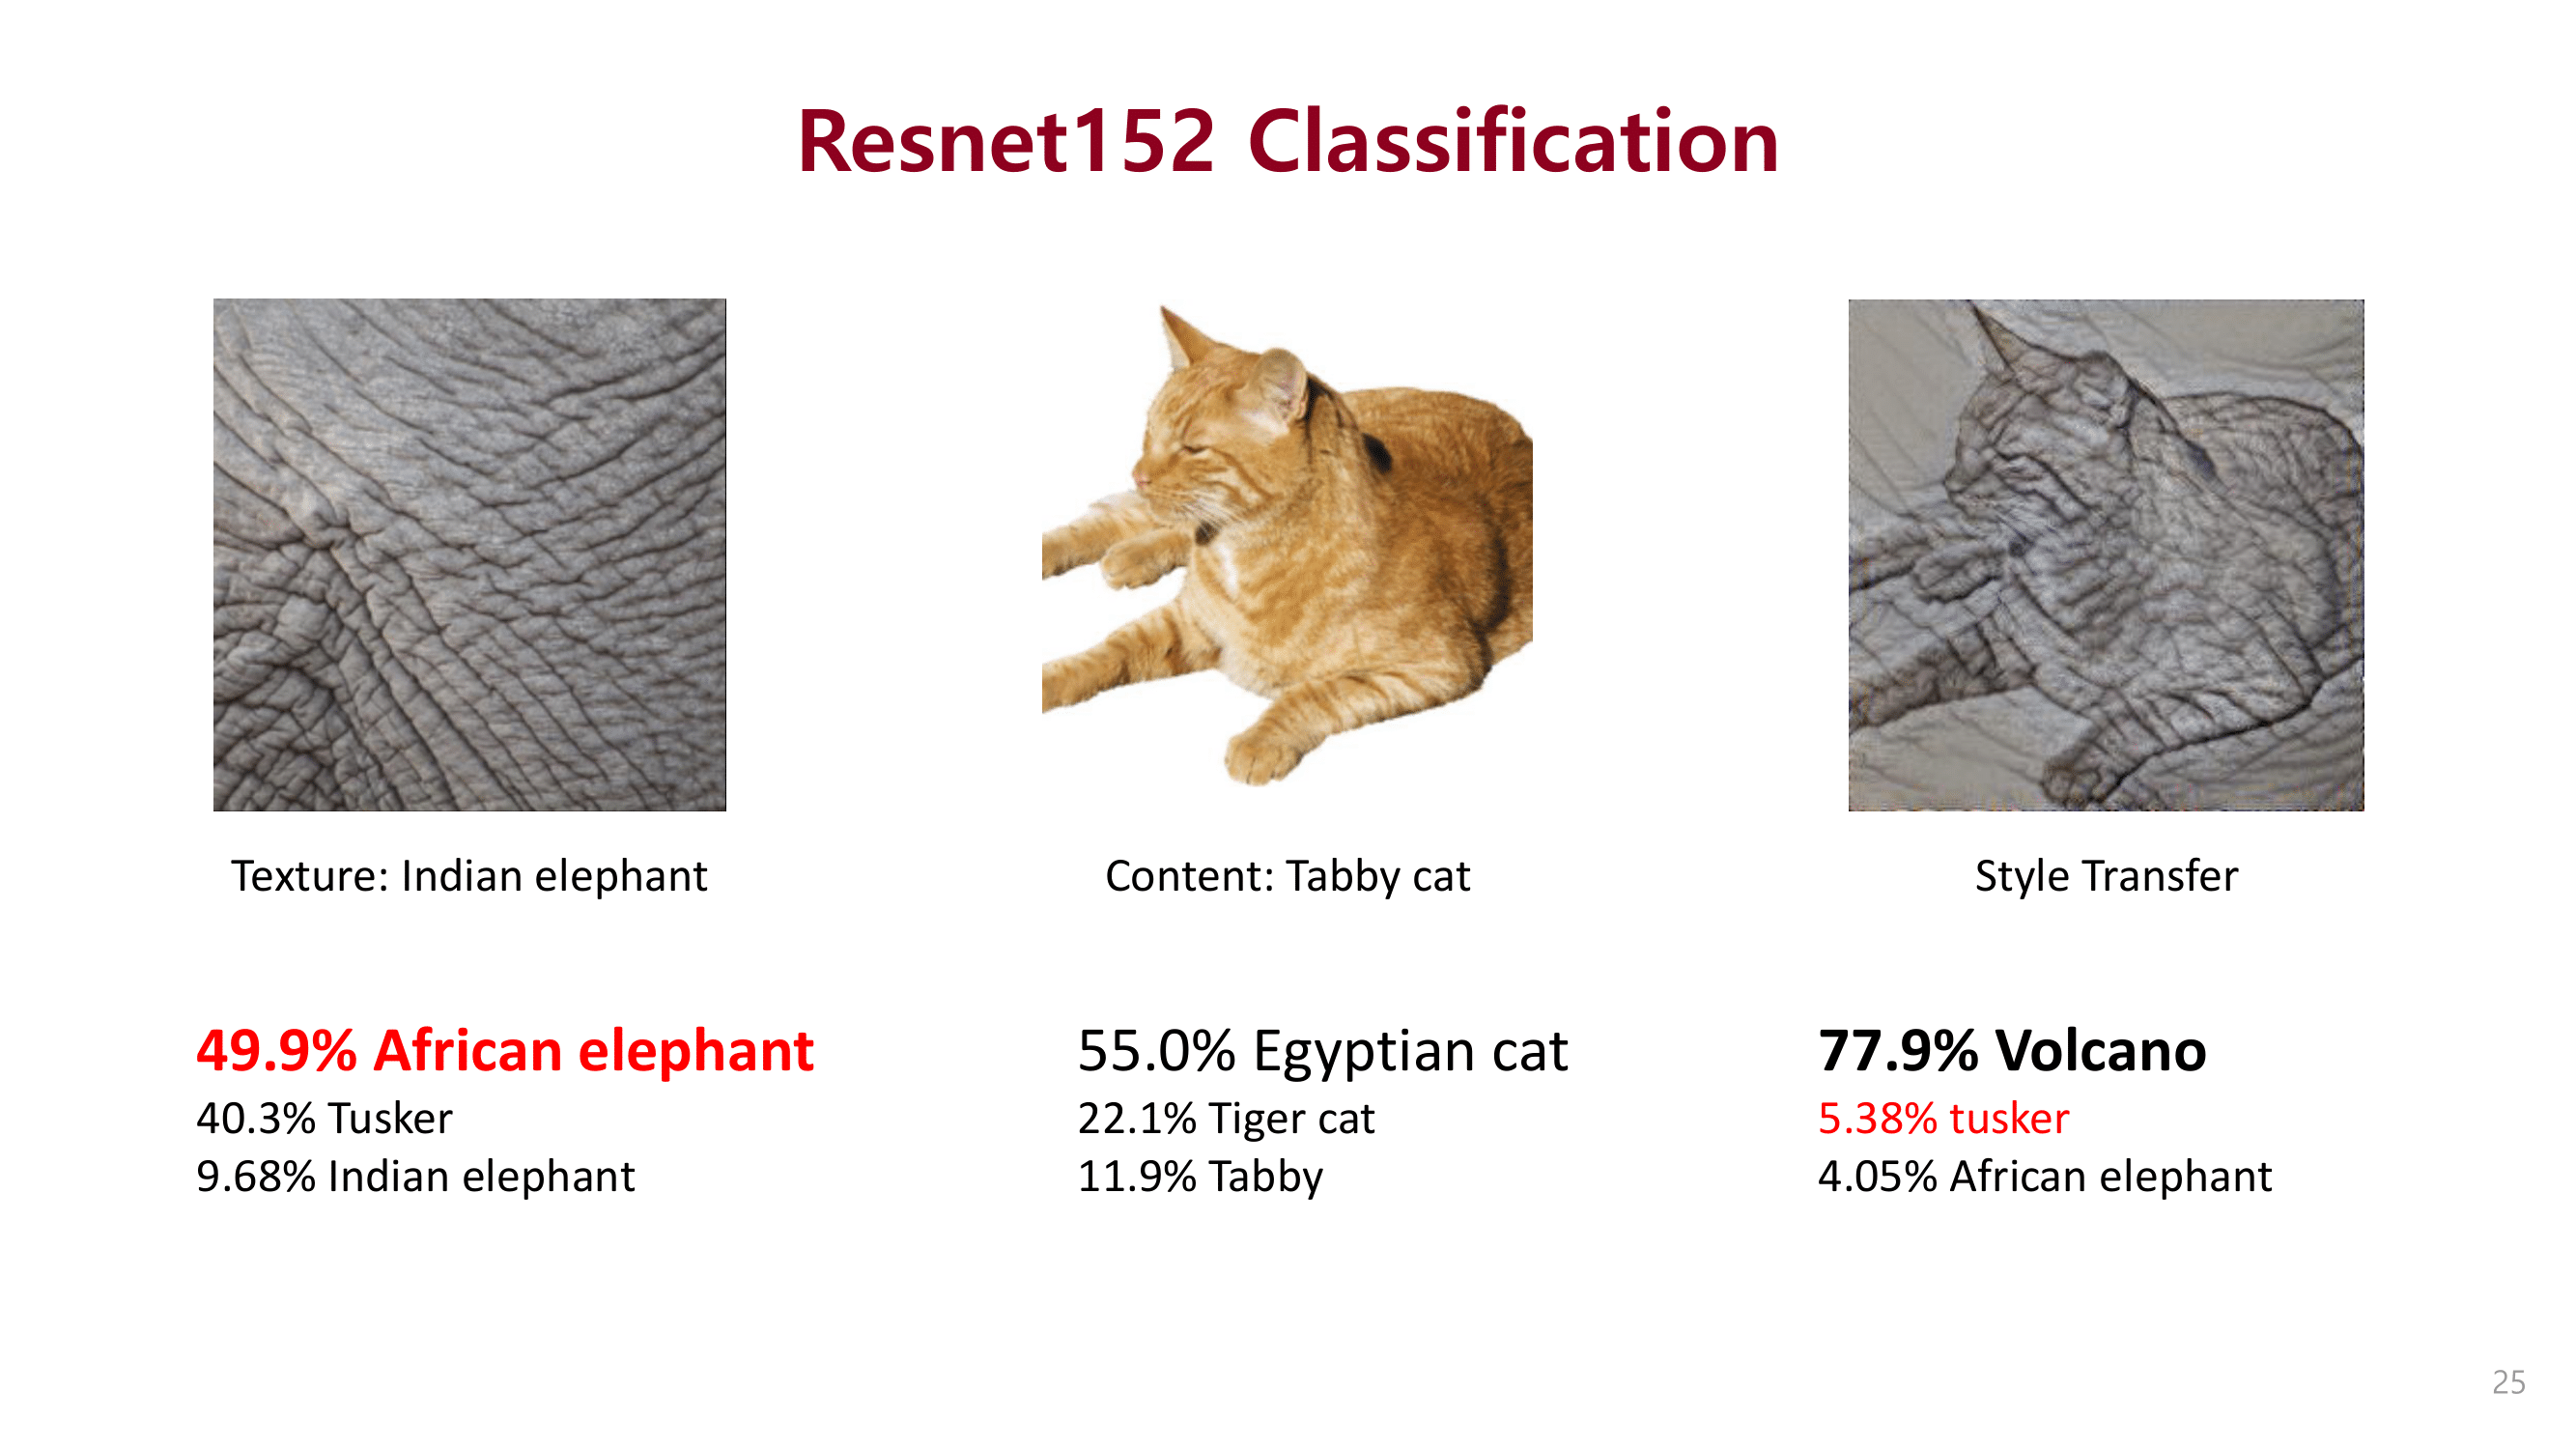 Resnet152 Classification
Texture: Indian elephant
Content: Tabby cat
Style Transfer
49.9% African elephant
40.3% Tusker
9.68% Indian elephant
55.0% Egyptian cat
22.1% Tiger cat
11.9% Tabby
77.9% Volcano
5.38% tusker
4.05% African elephant
25